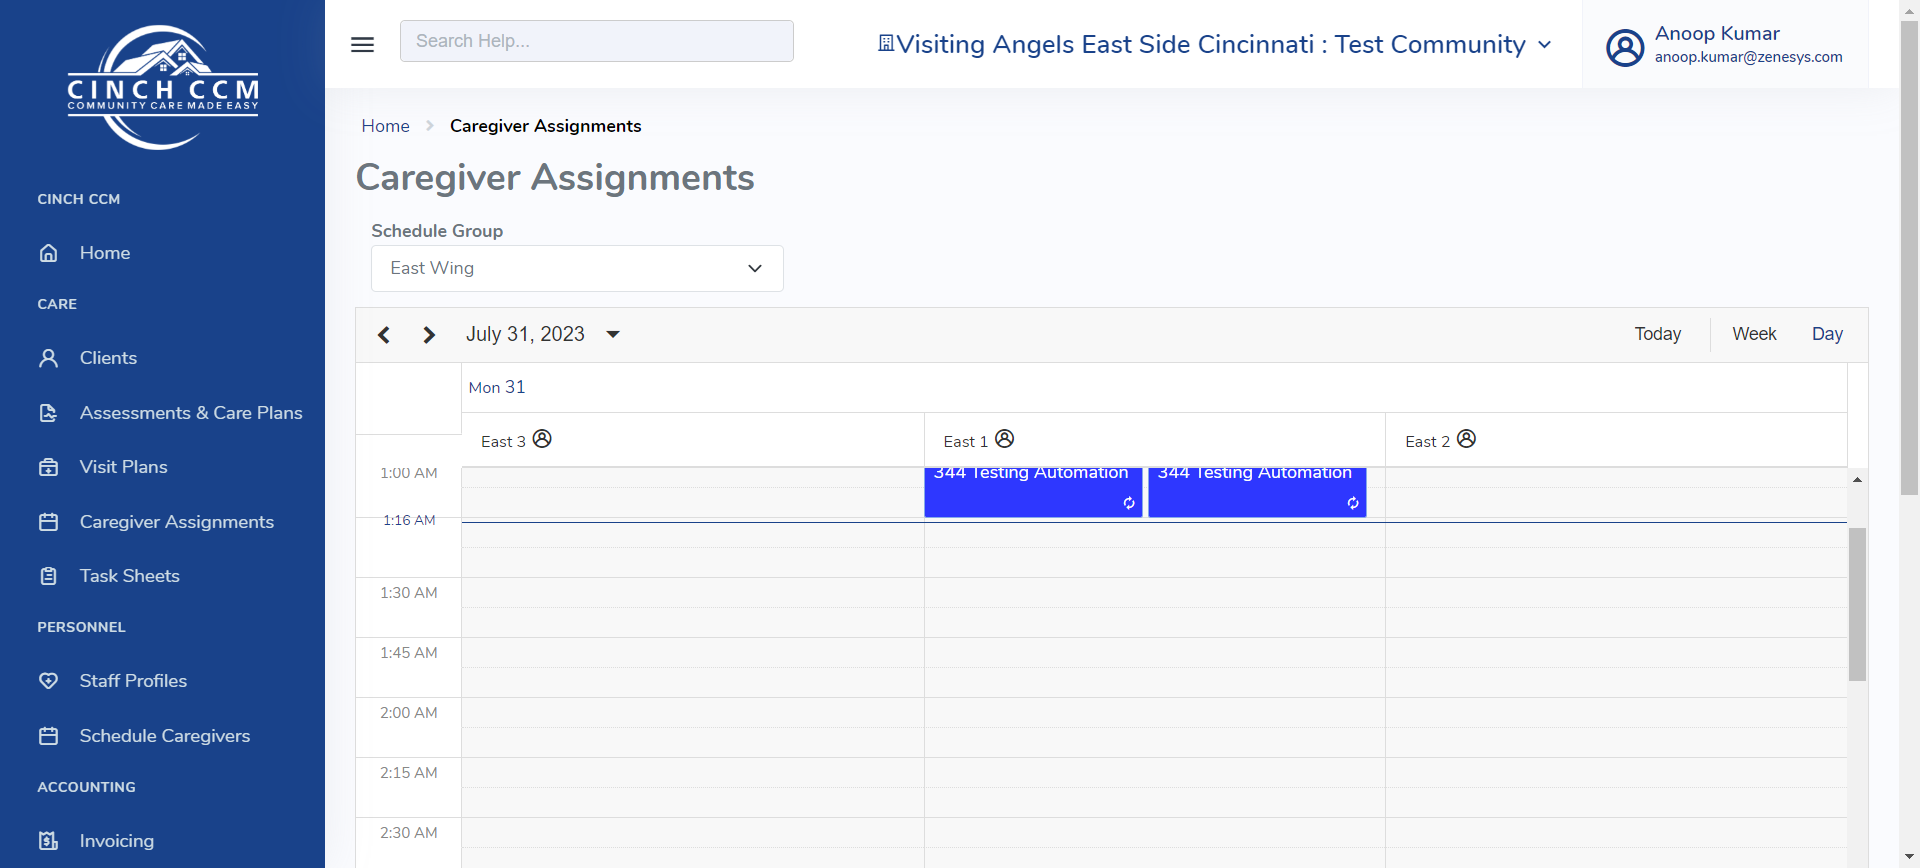 CINCH CCM
COMMUNITY CARE MADE EASY
CINCH CCM
Home
CARE
Clients
Assessments & Care Plans
Visit Plans
Caregiver Assignments
Task Sheets
PERSONNEL
Staff Profiles
Schedule Caregivers
ACCOUNTING
Invoicing
Search Help...
Visiting Angels East Side Cincinnati : Test Community
Anoop Kumar
anoop.kumar@zenesys.com
Home > Caregiver Assignments
Caregiver Assignments
Schedule Group
East Wing
July 31, 2023
Today Week Day
Mon 31
East 3 East 1 East 2
1:00 AM 344 Testing Automation 344 Testing Automation
1:16 AM
1:30 AM
1:45 AM
2:00 AM
2:15 AM
2:30 AM